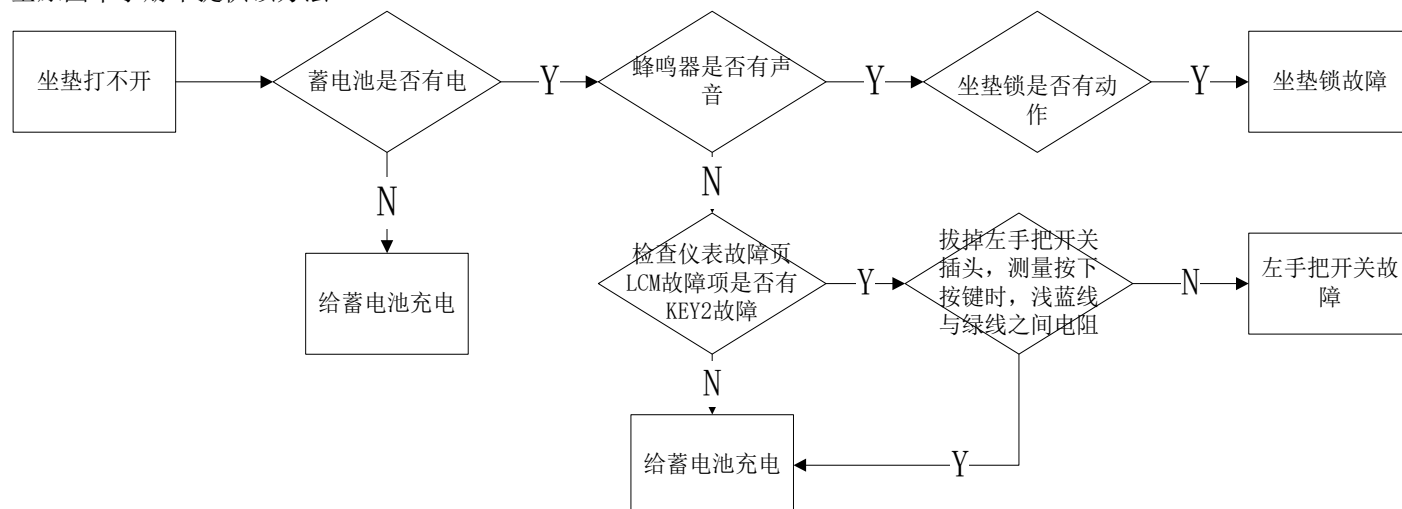 坐垫打不开
蓄电池是否有电
Y
蜂鸣器是否有声
音
Y
坐垫锁是否有动
作
Y
坐垫锁故障
N
N
给蓄电池充电
检查仪表故障页
LCM故障项是否有
KEY2故障
Y
拔掉左手把开关
插头，测量按下
按键时，浅蓝线
与绿线之间电阻
N
左手把开关故
障
N
给蓄电池充电
Y